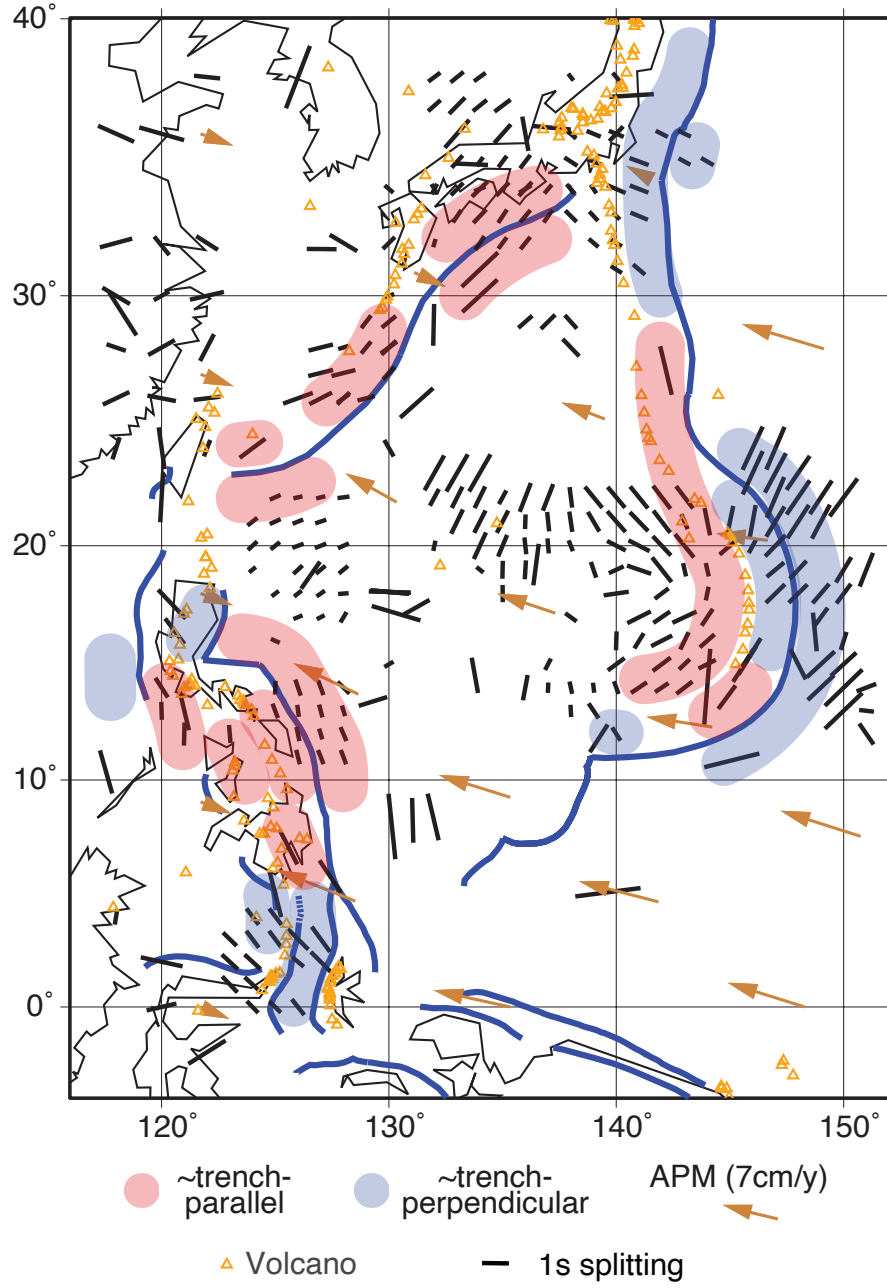 40˚
30˚
20˚
10˚
0˚
120˚
130˚
140˚
150˚
~trench-
parallel
~trench-
perpendicular
APM (7cm/y)
Volcano
1s splitting